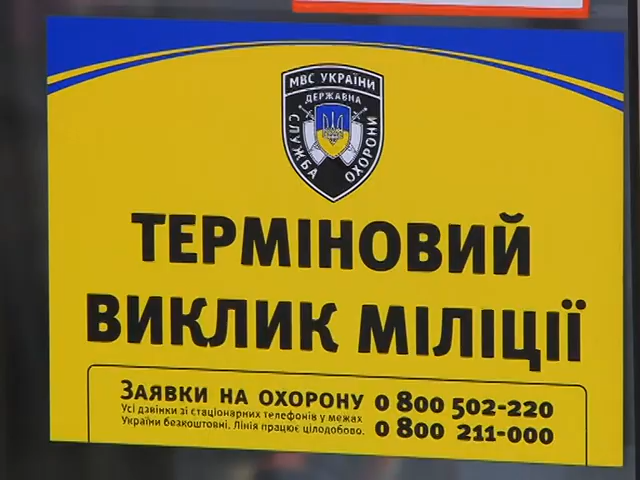 МВС УКРАЇНИ
ДЕРЖАВНА
СЛУЖБА
ОХОРОНИ
ТЕРМІНОВИЙ
ВИКЛИК МІЛІЦІЇ
ЗАЯВКИ НА ОХОРОНУ 0 800 502-220
Усі дзвінки зі стаціонарних телефонів у межах
України безкоштовні. Лінія працює цілодобово. 0 800 211-000